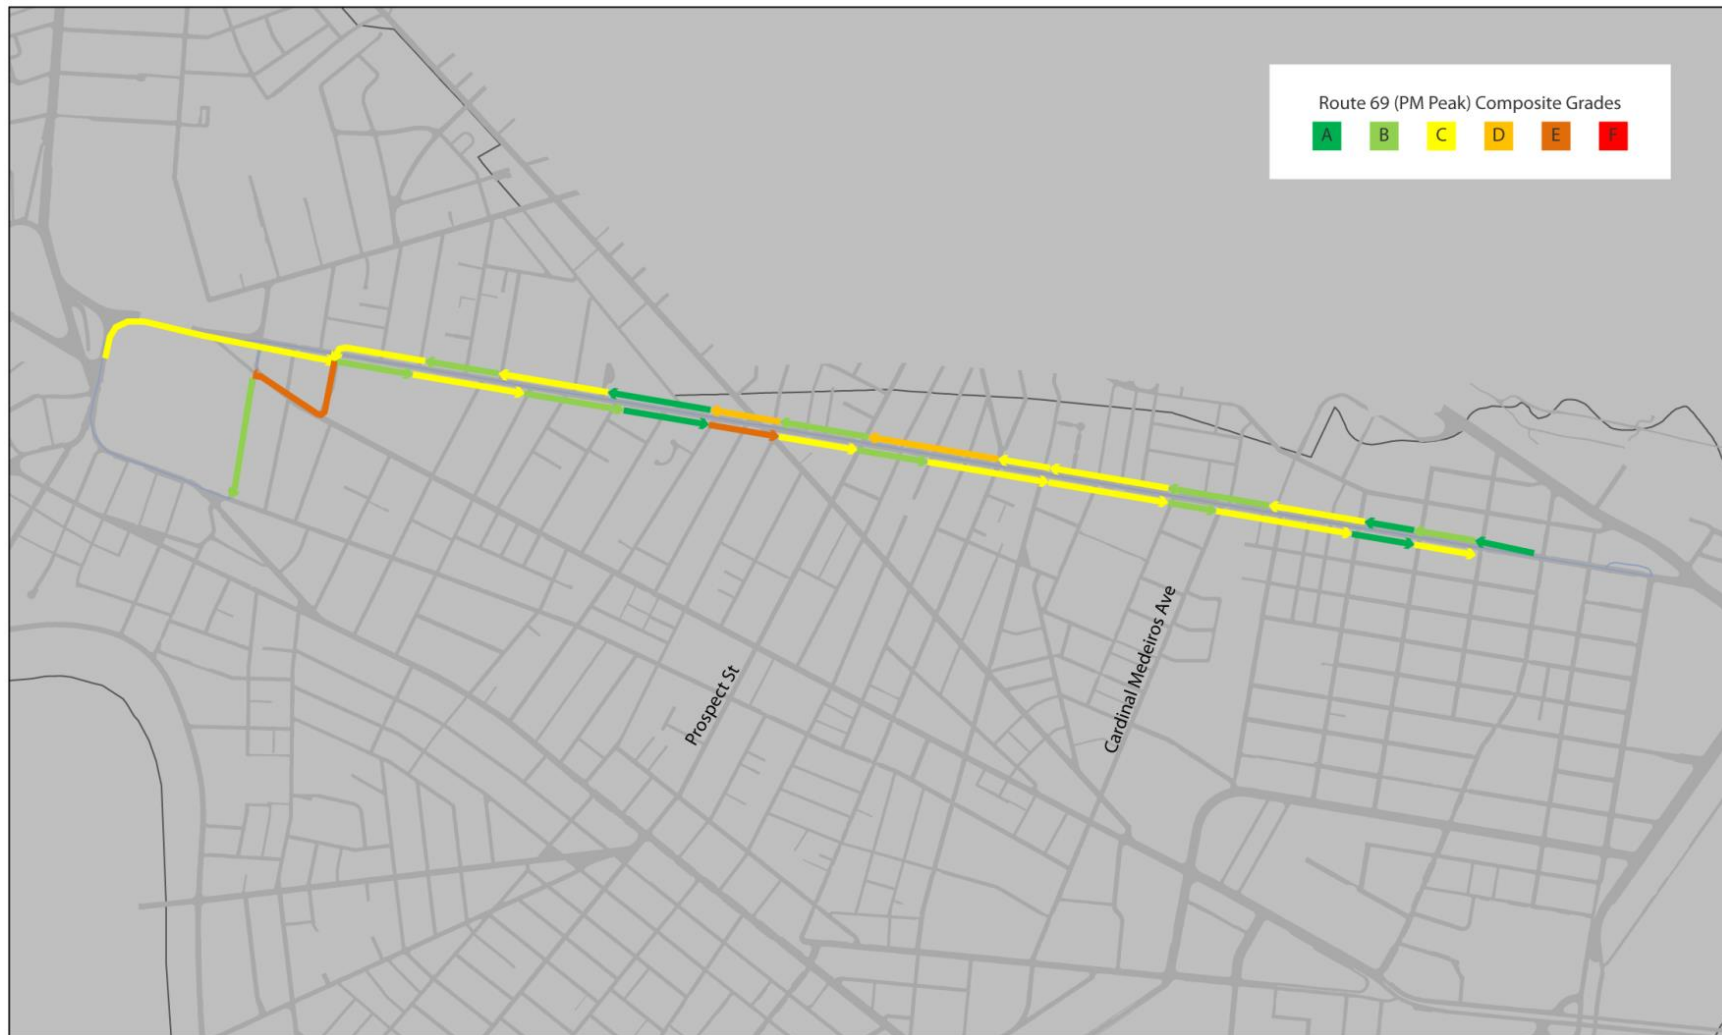 Route 69 (PM Peak) Composite Grades
A B C D E F
Prospect St
Cardinal Medeiros Ave